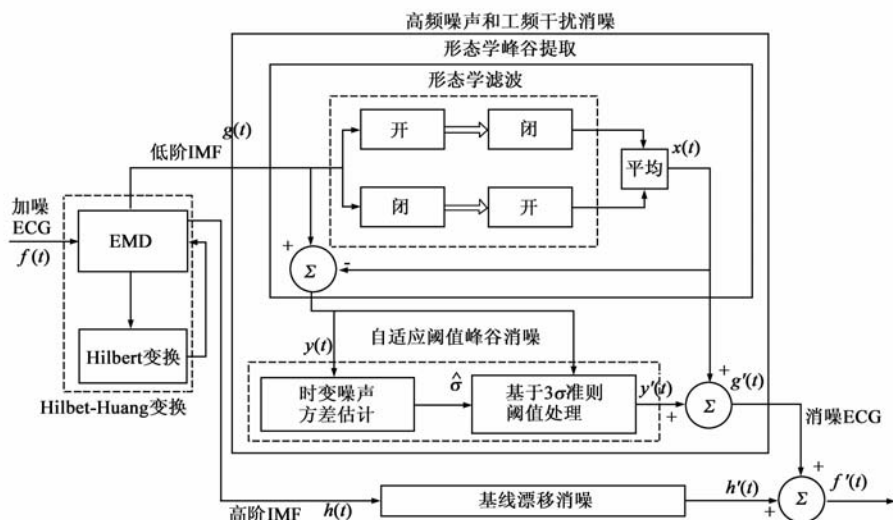 高频噪声和工频干扰消噪
形态学峰谷提取
形态学滤波
g(t)
低阶IMF
开
闭
x(t)
平均
闭
开
加噪
ECG
f(t)
EMD
+
Σ
-
Hilbert变换
Hilbet-Huang变换
y(t)
自适应阈值峰谷消噪
时变噪声
方差估计
σ̂
基于3σ准则
阈值处理
y'(t)
+
+
Σ
g'(t)
消噪ECG
高阶IMF
h(t)
基线漂移消噪
h'(t)
+
+
Σ
f'(t)